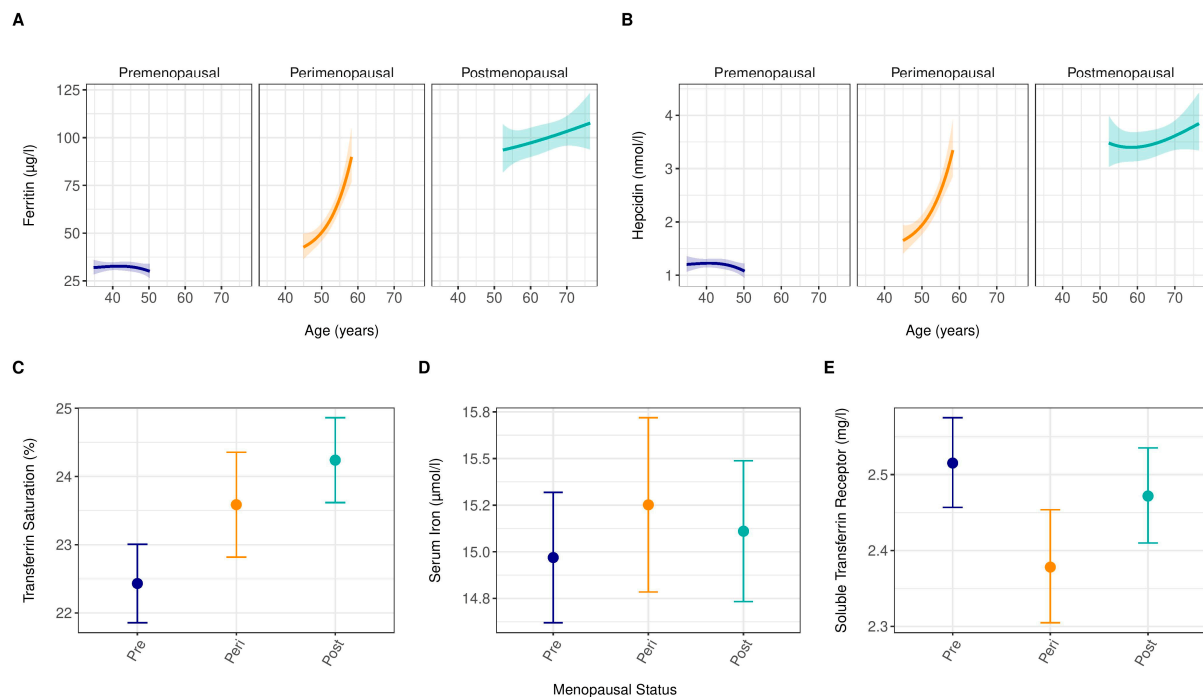 A
B
Premenopausal Perimenopausal Postmenopausal
Premenopausal Perimenopausal Postmenopausal
Ferritin (µg/l)
125
100
75
50
25
40 50 60 70 40 50 60 70 40 50 60 70
Age (years)
Hepcidin (nmol/l)
4
3
2
1
40 50 60 70 40 50 60 70 40 50 60 70
Age (years)
C
D
E
Transferrin Saturation (%)
25
24
23
22
Pre Peri Post
Serum Iron (µmol/l)
15.8
15.5
15.2
15.0
14.8
Pre Peri Post
Soluble Transferrin Receptor (mg/l)
2.5
2.4
2.3
Pre Peri Post
Menopausal Status